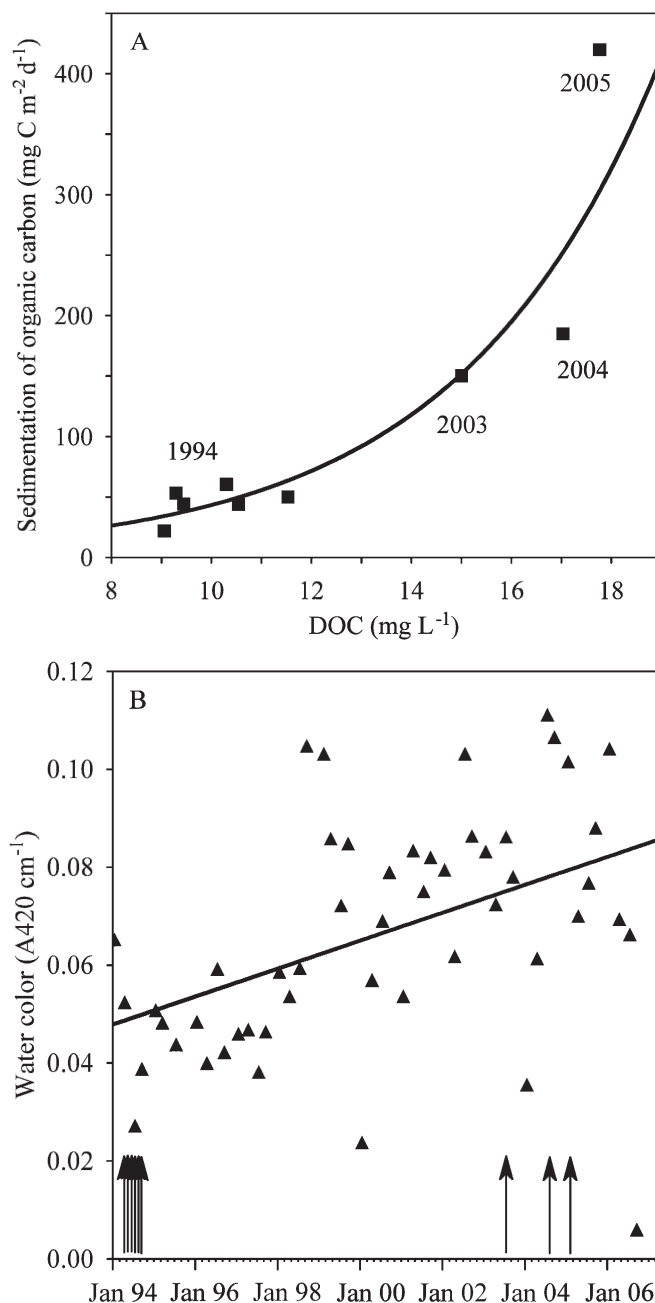 A
Sedimentation of organic carbon (mg C m⁻² d⁻¹)
400
300
200
100
0
2005
2004
2003
1994
8 10 12 14 16 18
DOC (mg L⁻¹)
B
Water color (A420 cm⁻¹)
0.12
0.10
0.08
0.06
0.04
0.02
0.00
Jan 94 Jan 96 Jan 98 Jan 00 Jan 02 Jan 04 Jan 06